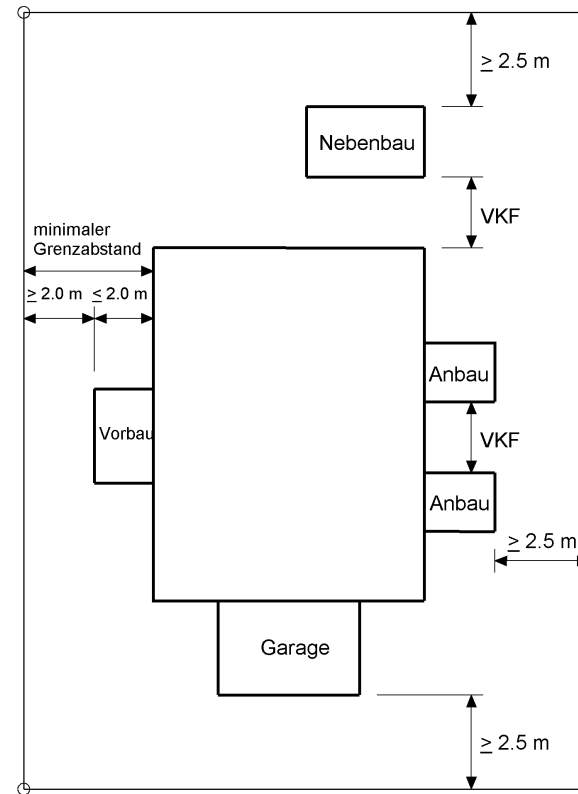 ≥ 2.5 m
Nebenbau
VKF
minimaler
Grenzabstand
≥ 2.0 m ≤ 2.0 m
Anbau
Vorbau
VKF
Anbau
≥ 2.5 m
Garage
≥ 2.5 m